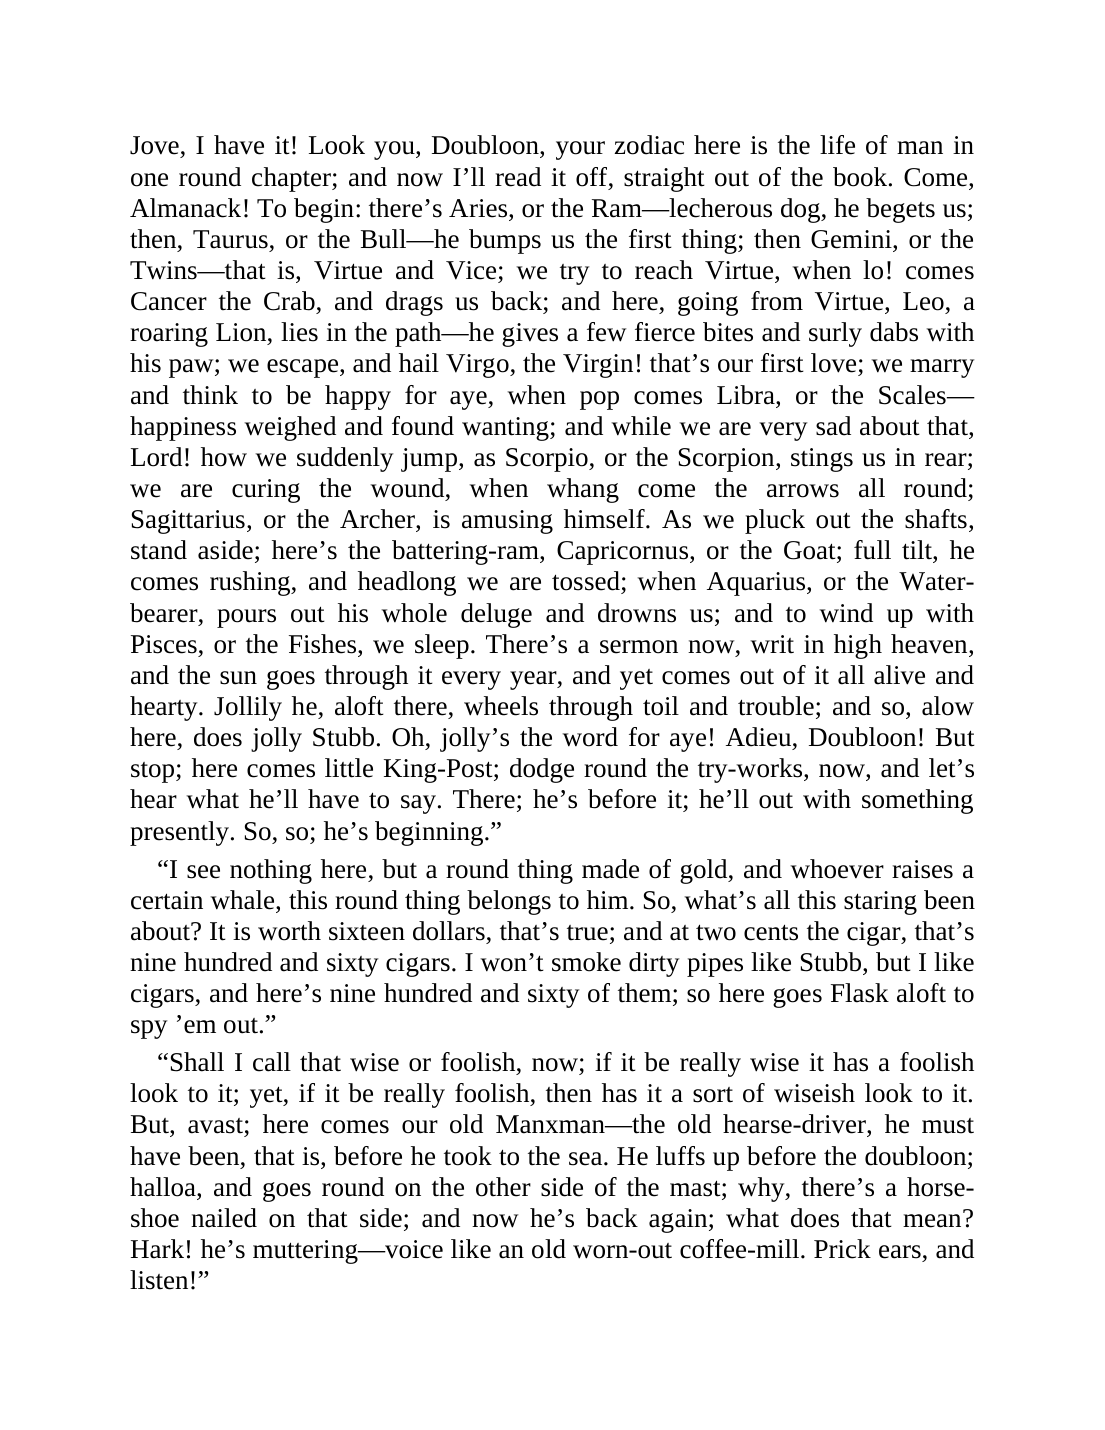 Jove, I have it! Look you, Doubloon, your zodiac here is the life of man in
one round chapter; and now I’ll read it off, straight out of the book. Come,
Almanack! To begin: there’s Aries, or the Ram—lecherous dog, he begets us;
then, Taurus, or the Bull—he bumps us the first thing; then Gemini, or the
Twins—that is, Virtue and Vice; we try to reach Virtue, when lo! comes
Cancer the Crab, and drags us back; and here, going from Virtue, Leo, a
roaring Lion, lies in the path—he gives a few fierce bites and surly dabs with
his paw; we escape, and hail Virgo, the Virgin! that’s our first love; we marry
and think to be happy for aye, when pop comes Libra, or the Scales—
happiness weighed and found wanting; and while we are very sad about that,
Lord! how we suddenly jump, as Scorpio, or the Scorpion, stings us in rear;
we are curing the wound, when whang come the arrows all round;
Sagittarius, or the Archer, is amusing himself. As we pluck out the shafts,
stand aside; here’s the battering-ram, Capricornus, or the Goat; full tilt, he
comes rushing, and headlong we are tossed; when Aquarius, or the Water-
bearer, pours out his whole deluge and drowns us; and to wind up with
Pisces, or the Fishes, we sleep. There’s a sermon now, writ in high heaven,
and the sun goes through it every year, and yet comes out of it all alive and
hearty. Jollily he, aloft there, wheels through toil and trouble; and so, alow
here, does jolly Stubb. Oh, jolly’s the word for aye! Adieu, Doubloon! But
stop; here comes little King-Post; dodge round the try-works, now, and let’s
hear what he’ll have to say. There; he’s before it; he’ll out with something
presently. So, so; he’s beginning.”
“I see nothing here, but a round thing made of gold, and whoever raises a
certain whale, this round thing belongs to him. So, what’s all this staring been
about? It is worth sixteen dollars, that’s true; and at two cents the cigar, that’s
nine hundred and sixty cigars. I won’t smoke dirty pipes like Stubb, but I like
cigars, and here’s nine hundred and sixty of them; so here goes Flask aloft to
spy ’em out.”
“Shall I call that wise or foolish, now; if it be really wise it has a foolish
look to it; yet, if it be really foolish, then has it a sort of wiseish look to it.
But, avast; here comes our old Manxman—the old hearse-driver, he must
have been, that is, before he took to the sea. He luffs up before the doubloon;
halloa, and goes round on the other side of the mast; why, there’s a horse-
shoe nailed on that side; and now he’s back again; what does that mean?
Hark! he’s muttering—voice like an old worn-out coffee-mill. Prick ears, and
listen!”